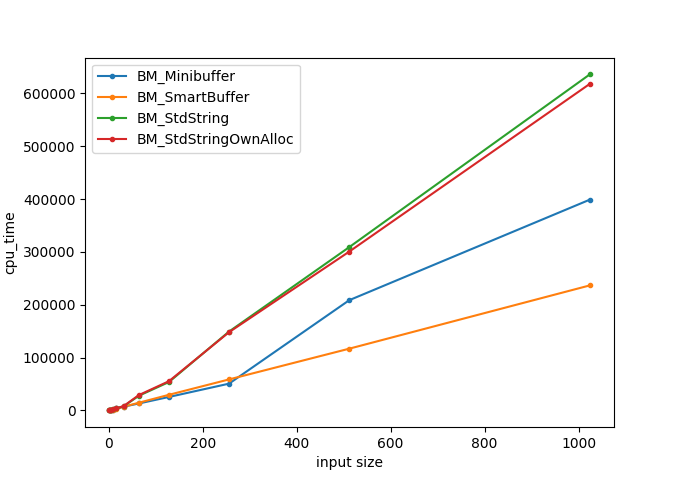 BM_Minibuffer
BM_SmartBuffer
BM_StdString
BM_StdStringOwnAlloc
600000
500000
400000
300000
200000
100000
0
cpu_time
0 200 400 600 800 1000
input size